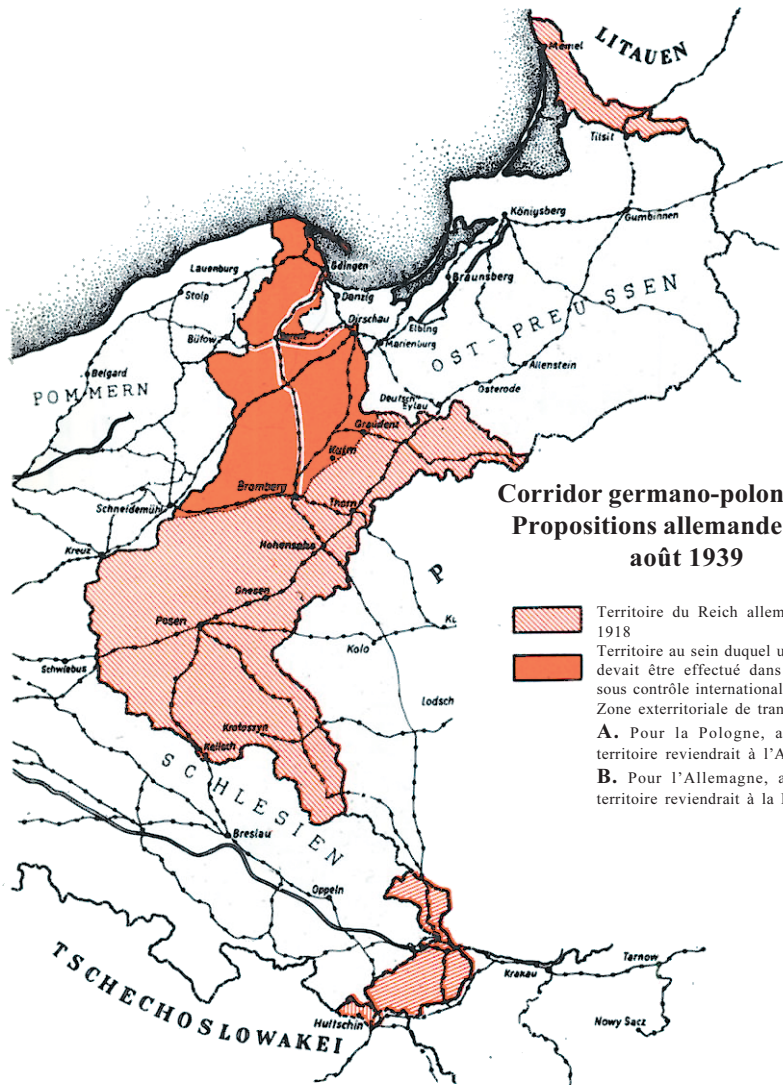 LITAUEN
Memel
Tilsit
Königsberg
Gumbinnen
Lauenburg
Gdingen
Stolp
Danzig
Braunsberg
Dirschau
Elbing
Bütow
Marienburg
OST-PREUSSEN
Belgard
Allenstein
POMMERN
Osterode
Deutsch
Eylau
Graudenz
Kulm
Bromberg
Schneidemühl
Thorn
Corridor germano-polon
Propositions allemande
août 1939
Kreuz
Hohensalza
P
Gnesen
Posen
Territoire du Reich allem
1918
Territoire au sein duquel u
devait être effectué dans
sous contrôle international
Zone exterritoriale de tran
A. Pour la Pologne, a
territoire reviendrait à l'A
B. Pour l'Allemagne, a
territoire reviendrait à la
Kolo
Schwiebus
Lodsch
Krotoszyn
Kalisch
SCHLESIEN
Breslau
Oppeln
Tarnow
Krakau
TSCHECHOSLOWAKEI
Hultschin
Nowy Sacz